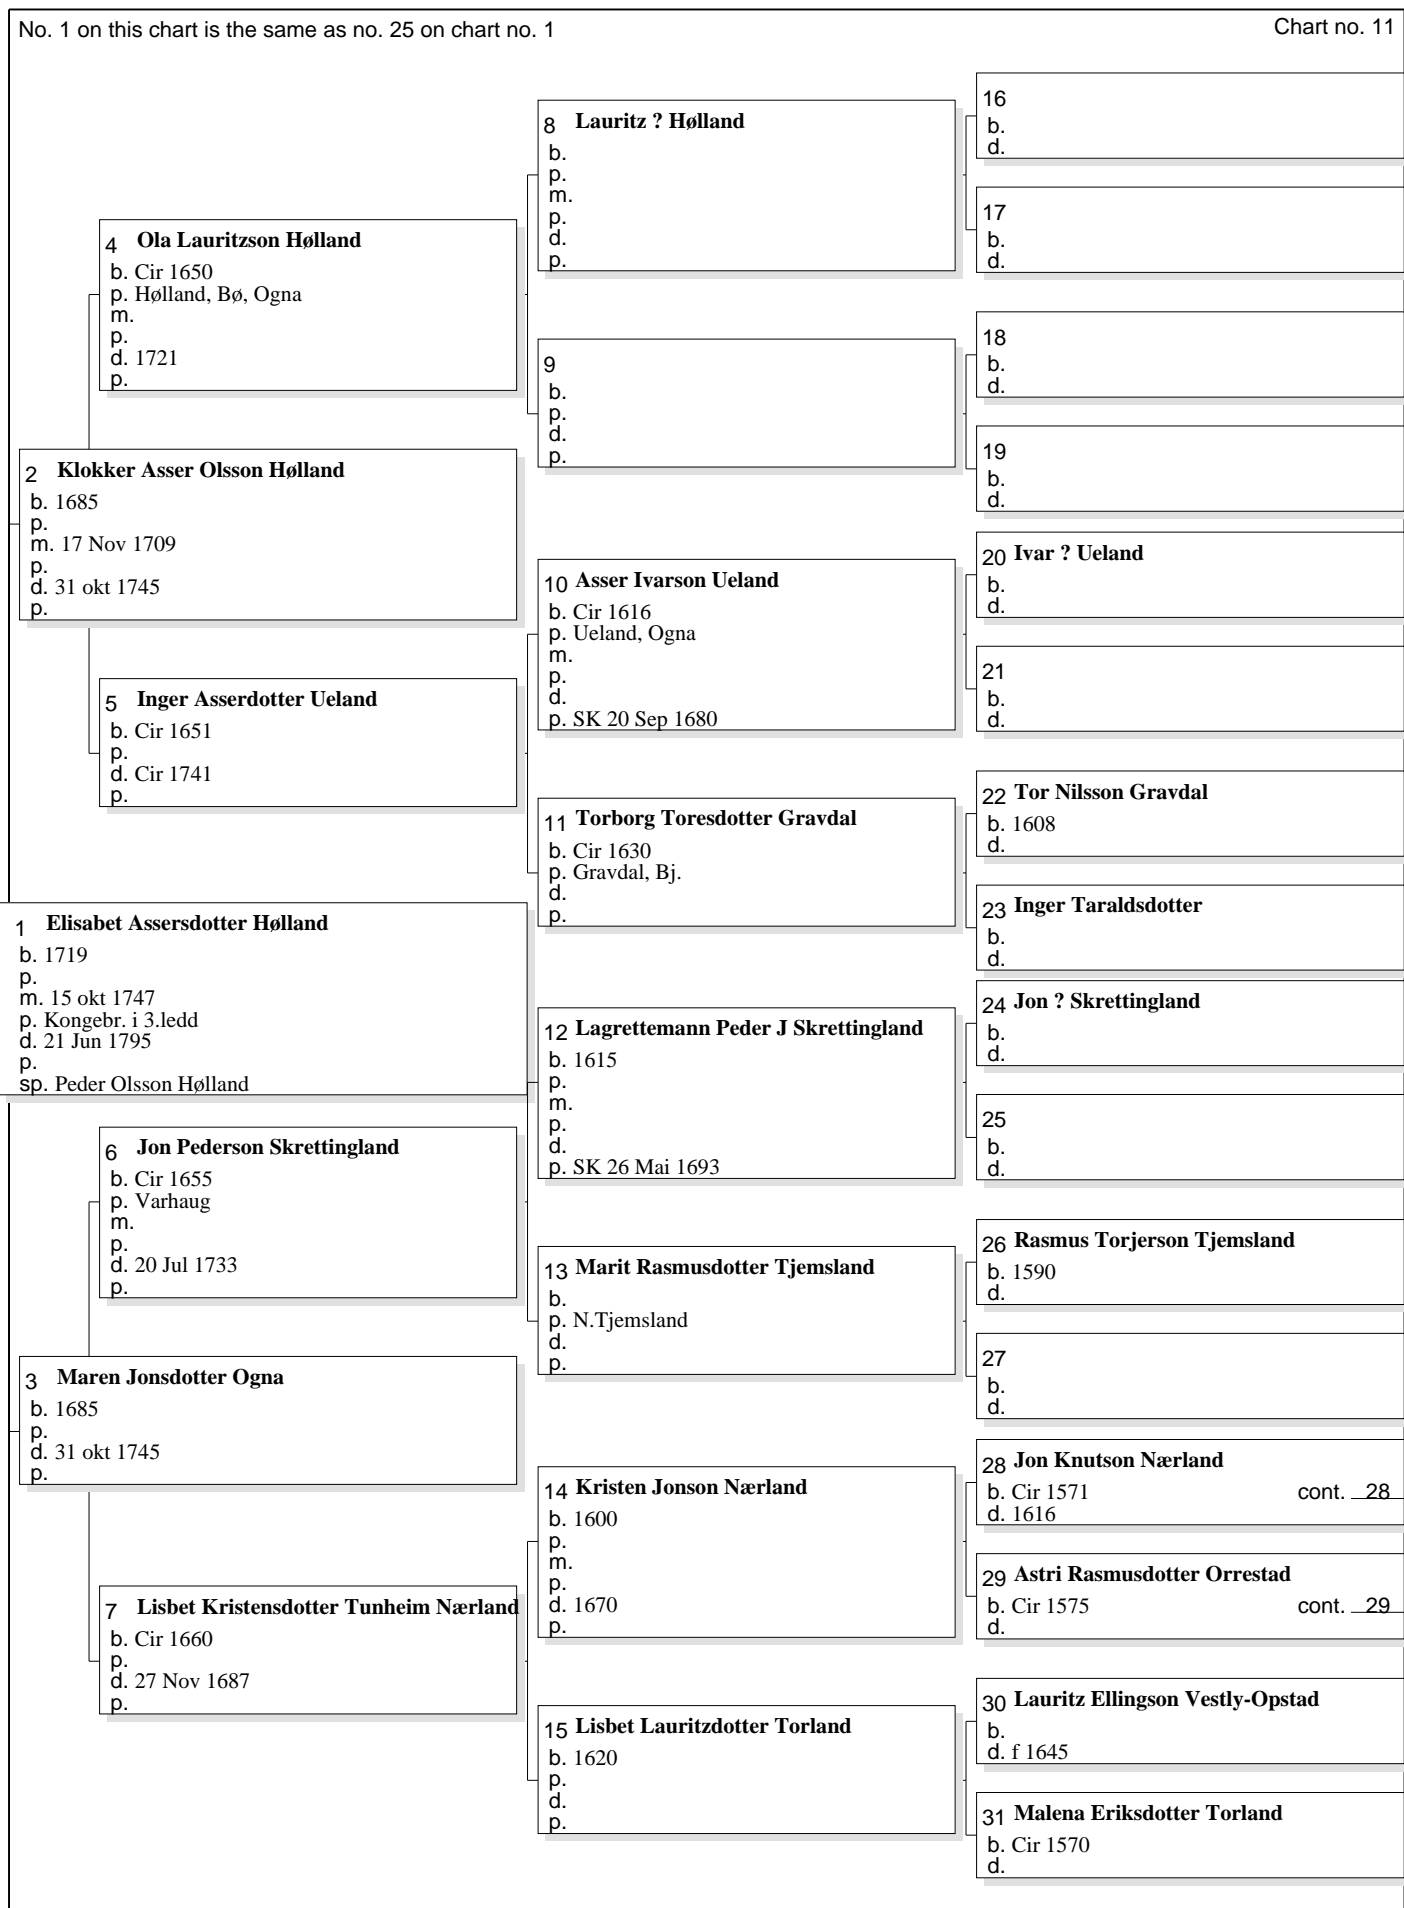 No. 1 on this chart is the same as no. 25 on chart no. 1
Chart no. 11
16
b.
d.
8 Lauritz ? Hølland
b.
p.
m.
p.
d.
p.
17
b.
d.
4 Ola Lauritzson Hølland
b. Cir 1650
p. Hølland, Bø, Ogna
m.
p.
d. 1721
p.
18
b.
d.
9
b.
p.
d.
p.
19
b.
d.
2 Klokker Asser Olsson Hølland
b. 1685
p.
m. 17 Nov 1709
p.
d. 31 okt 1745
p.
20 Ivar ? Ueland
b.
d.
10 Asser Ivarson Ueland
b. Cir 1616
p. Ueland, Ogna
m.
p.
d.
p. SK 20 Sep 1680
21
b.
d.
5 Inger Asserdotter Ueland
b. Cir 1651
p.
d. Cir 1741
p.
22 Tor Nilsson Gravdal
b. 1608
d.
11 Torborg Toresdotter Gravdal
b. Cir 1630
p. Gravdal, Bj.
d.
p.
23 Inger Taraldsdotter
b.
d.
1 Elisabet Assersdotter Hølland
b. 1719
p.
m. 15 okt 1747
p. Kongebr. i 3.ledd
d. 21 Jun 1795
p.
sp. Peder Olsson Hølland
24 Jon ? Skrettingland
b.
d.
12 Lagrettemann Peder J Skrettingland
b. 1615
p.
m.
p.
d.
p. SK 26 Mai 1693
25
b.
d.
6 Jon Pederson Skrettingland
b. Cir 1655
p. Varhaug
m.
p.
d. 20 Jul 1733
p.
26 Rasmus Torjerson Tjemsland
b. 1590
d.
13 Marit Rasmusdotter Tjemsland
b.
p. N.Tjemsland
d.
p.
27
b.
d.
3 Maren Jonsdotter Ogna
b. 1685
p.
d. 31 okt 1745
p.
28 Jon Knutson Nærland
b. Cir 1571 cont. 28
d. 1616
14 Kristen Jonson Nærland
b. 1600
p.
m.
p.
d. 1670
p.
29 Astri Rasmusdotter Orrestad
b. Cir 1575 cont. 29
d.
7 Lisbet Kristensdotter Tunheim Nærland
b. Cir 1660
p.
d. 27 Nov 1687
p.
30 Lauritz Ellingson Vestly-Opstad
b.
d. f 1645
15 Lisbet Lauritzdotter Torland
b. 1620
p.
d.
p.
31 Malena Eriksdotter Torland
b. Cir 1570
d.